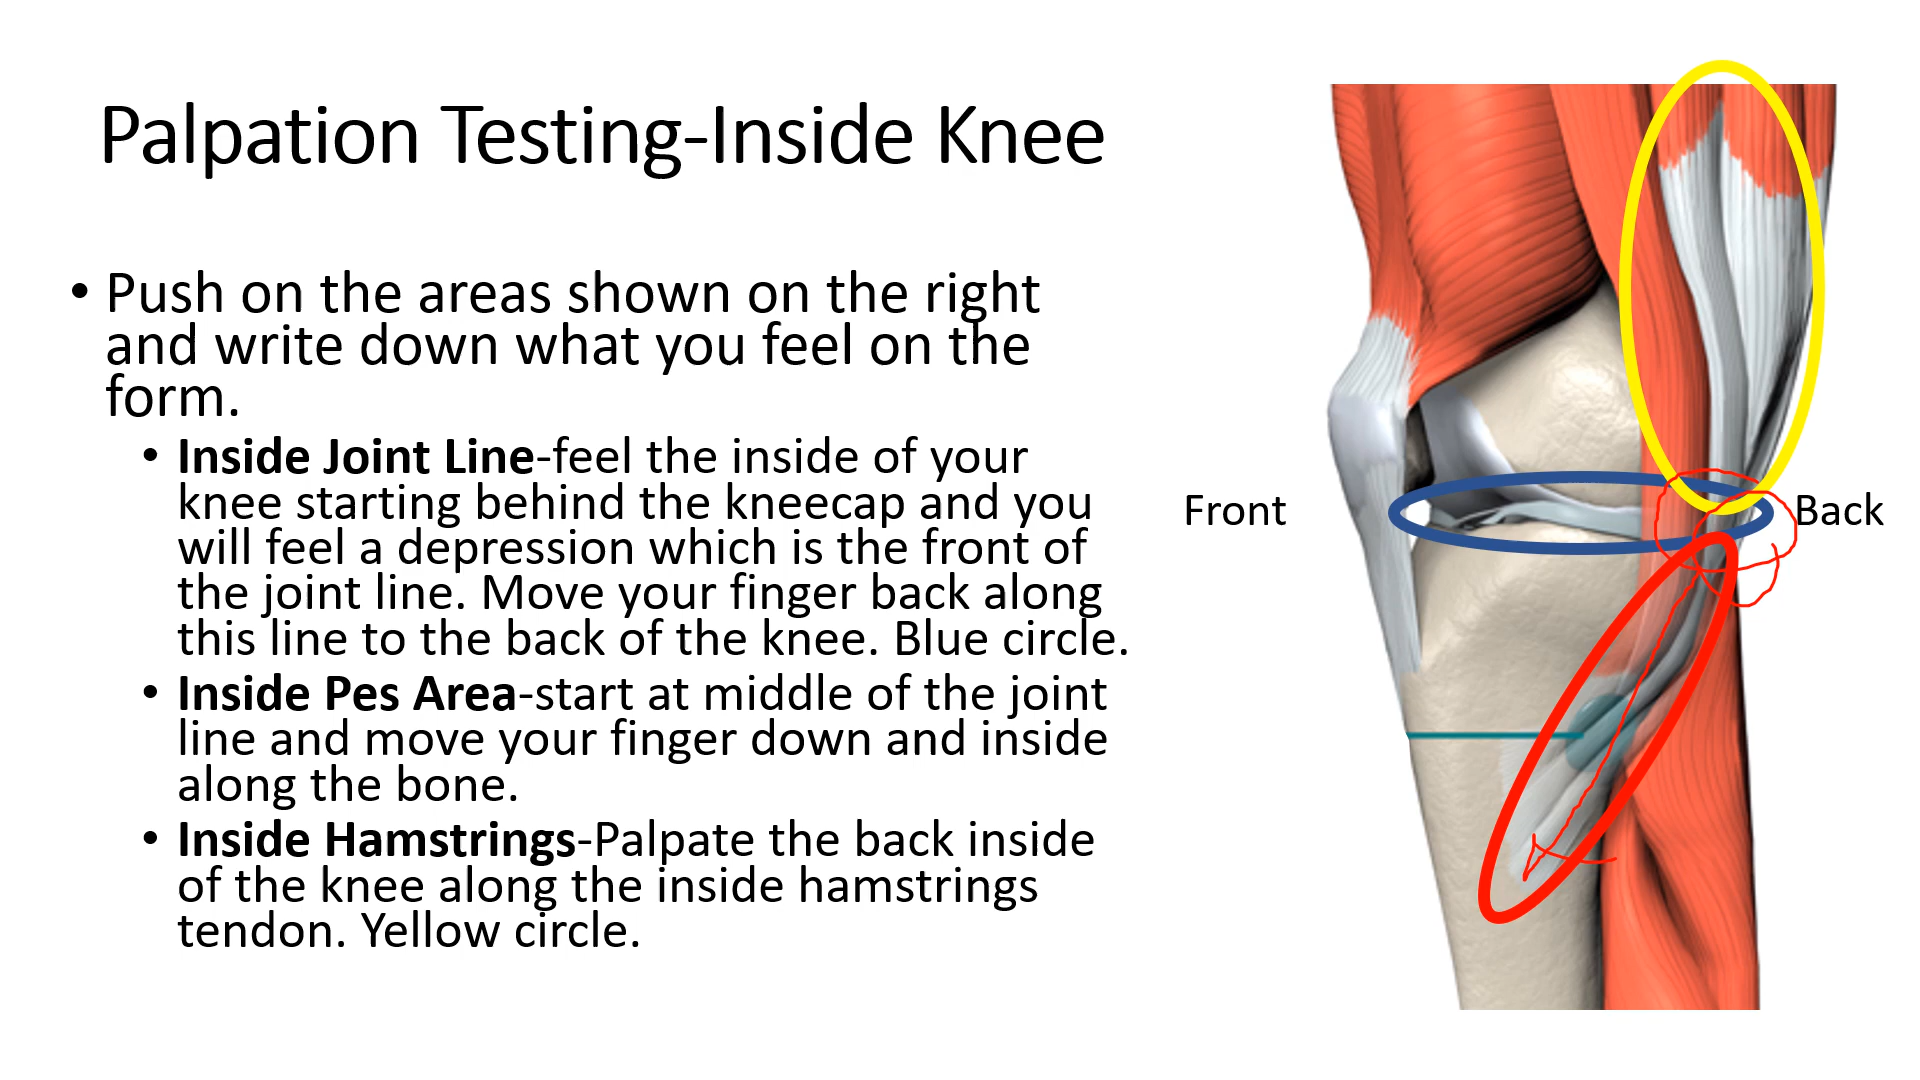 Palpation Testing-Inside Knee
• Push on the areas shown on the right
and write down what you feel on the
form.
• Inside Joint Line-feel the inside of your
knee starting behind the kneecap and you
will feel a depression which is the front of
the joint line. Move your finger back along
this line to the back of the knee. Blue circle.
• Inside Pes Area-start at middle of the joint
line and move your finger down and inside
along the bone.
• Inside Hamstrings-Palpate the back inside
of the knee along the inside hamstrings
tendon. Yellow circle.
Front
Back